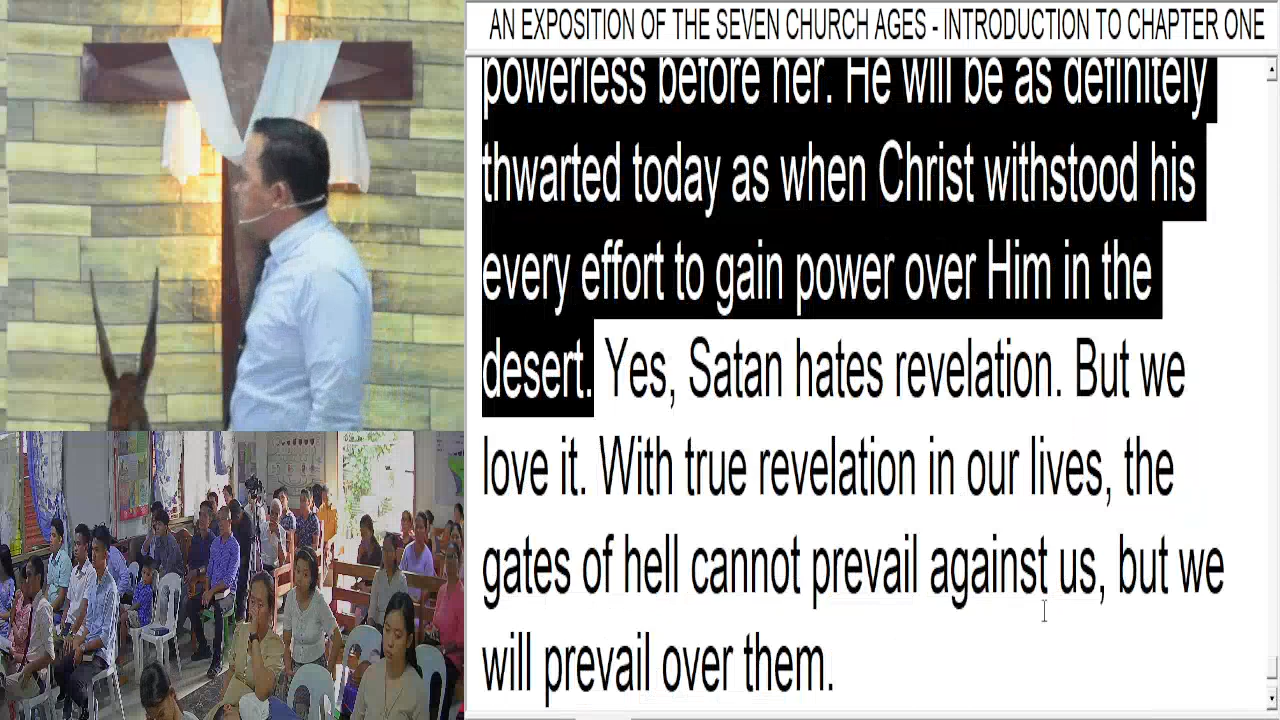 AN EXPOSITION OF THE SEVEN CHURCH AGES - INTRODUCTION TO CHAPTER ONE
powerless before her. He will be as definitely
thwarted today as when Christ withstood his
every effort to gain power over Him in the
desert. Yes, Satan hates revelation. But we
love it. With true revelation in our lives, the
gates of hell cannot prevail against us, but we
will prevail over them.